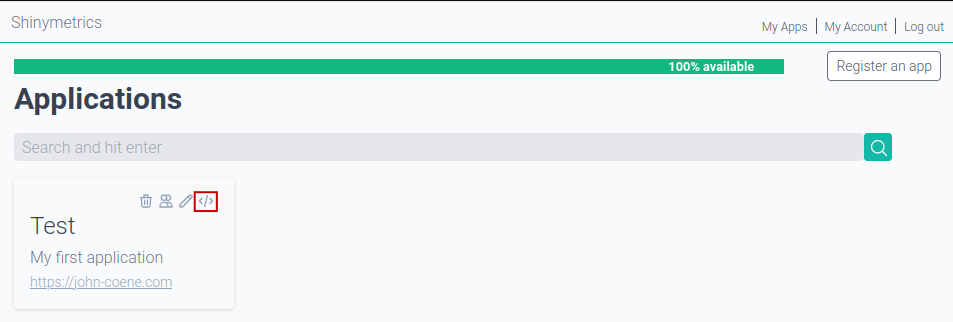 Shinymetrics
My Apps
My Account
Log out
100% available
Register an app
Applications
Search and hit enter
Test
My first application
https://john-coene.com